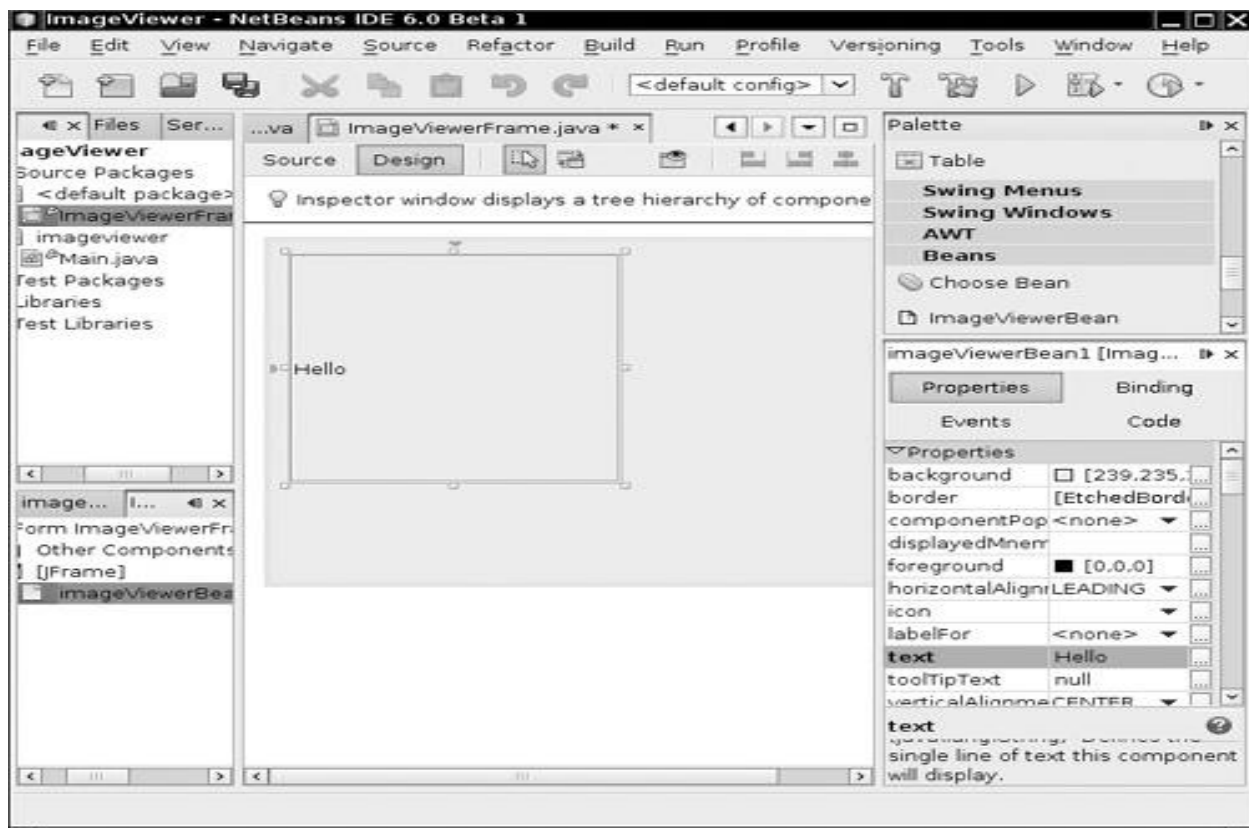 ImageViewer - NetBeans IDE 6.0 Beta 1
File Edit View Navigate Source Refactor Build Run Profile Versioning Tools Window Help
<default config>
Files Ser...
ageViewer
Source Packages
<default package>
ImageViewerFrar
imageviewer
Main.java
Test Packages
Libraries
Test Libraries
image... I...
Form ImageViewerFr
Other Components
[JFrame]
imageViewerBea
...va ImageViewerFrame.java *
Source Design
Inspector window displays a tree hierarchy of compone
Hello
Palette
Table
Swing Menus
Swing Windows
AWT
Beans
Choose Bean
ImageViewerBean
imageViewerBean1 [Imag...
Properties Binding
Events Code
Properties
background [239,235,
border [EtchedBord
componentPop <none>
displayedMnem
foreground [0,0,0]
horizontalAlign LEADING
icon
labelFor <none>
text Hello
toolTipText null
verticalAlignme CENTER
text
single line of text this component
will display.